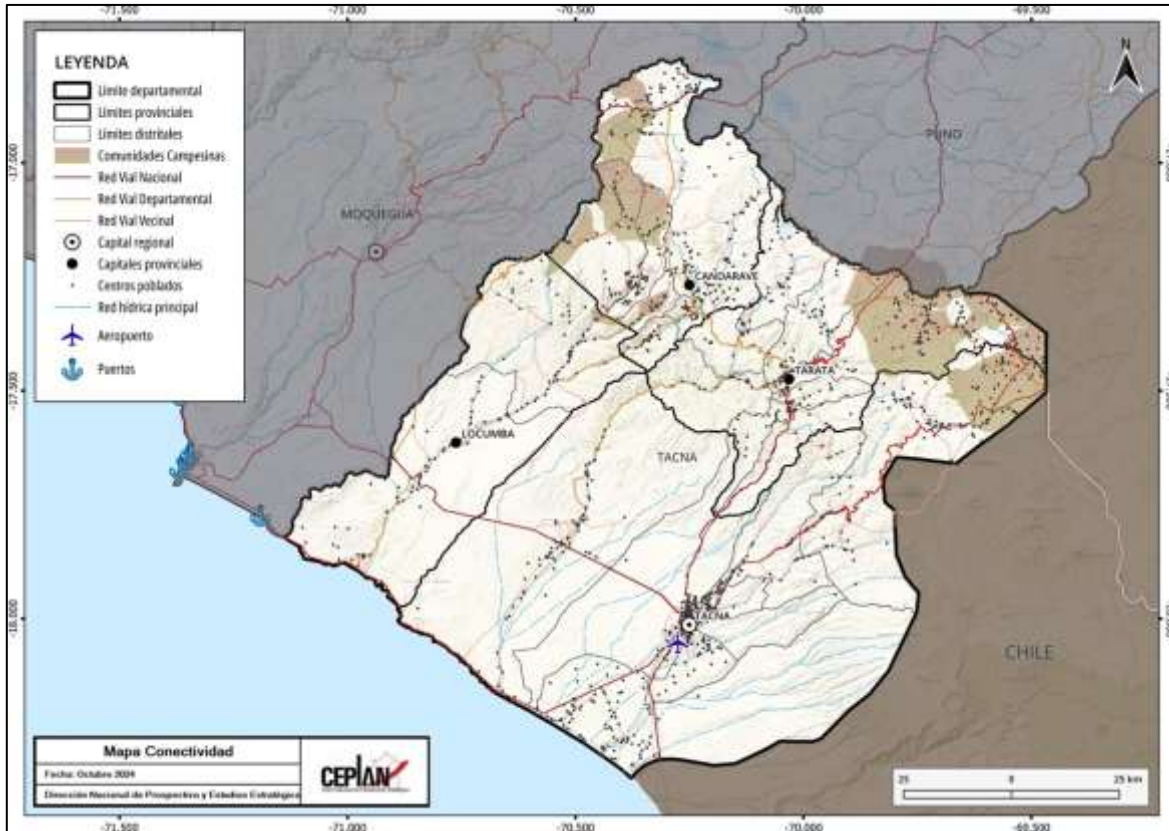 -71.500
-71.000
-70.500
-70.000
-69.500
LEYENDA
Límite departamental
Límites provinciales
Límites distritales
Comunidades Campesinas
Red Vial Nacional
Red Vial Departamental
Red Vial Vecinal
Capital regional
Capitales provinciales
Centros poblados
Red hídrica principal
Aeropuerto
Puertos
N
PUNO
-17.000
MOQUEGUA
CANDARAVE
TARATA
-17.500
LOCUMBA
TACNA
-18.000
TACNA
CHILE
Mapa Conectividad
Fecha: Octubre 2024
Dirección Nacional de Prospectiva y Estudios Estratégicos
CEPLAN
25
0
25 km
-71.500
-71.000
-70.500
-70.000
-69.500